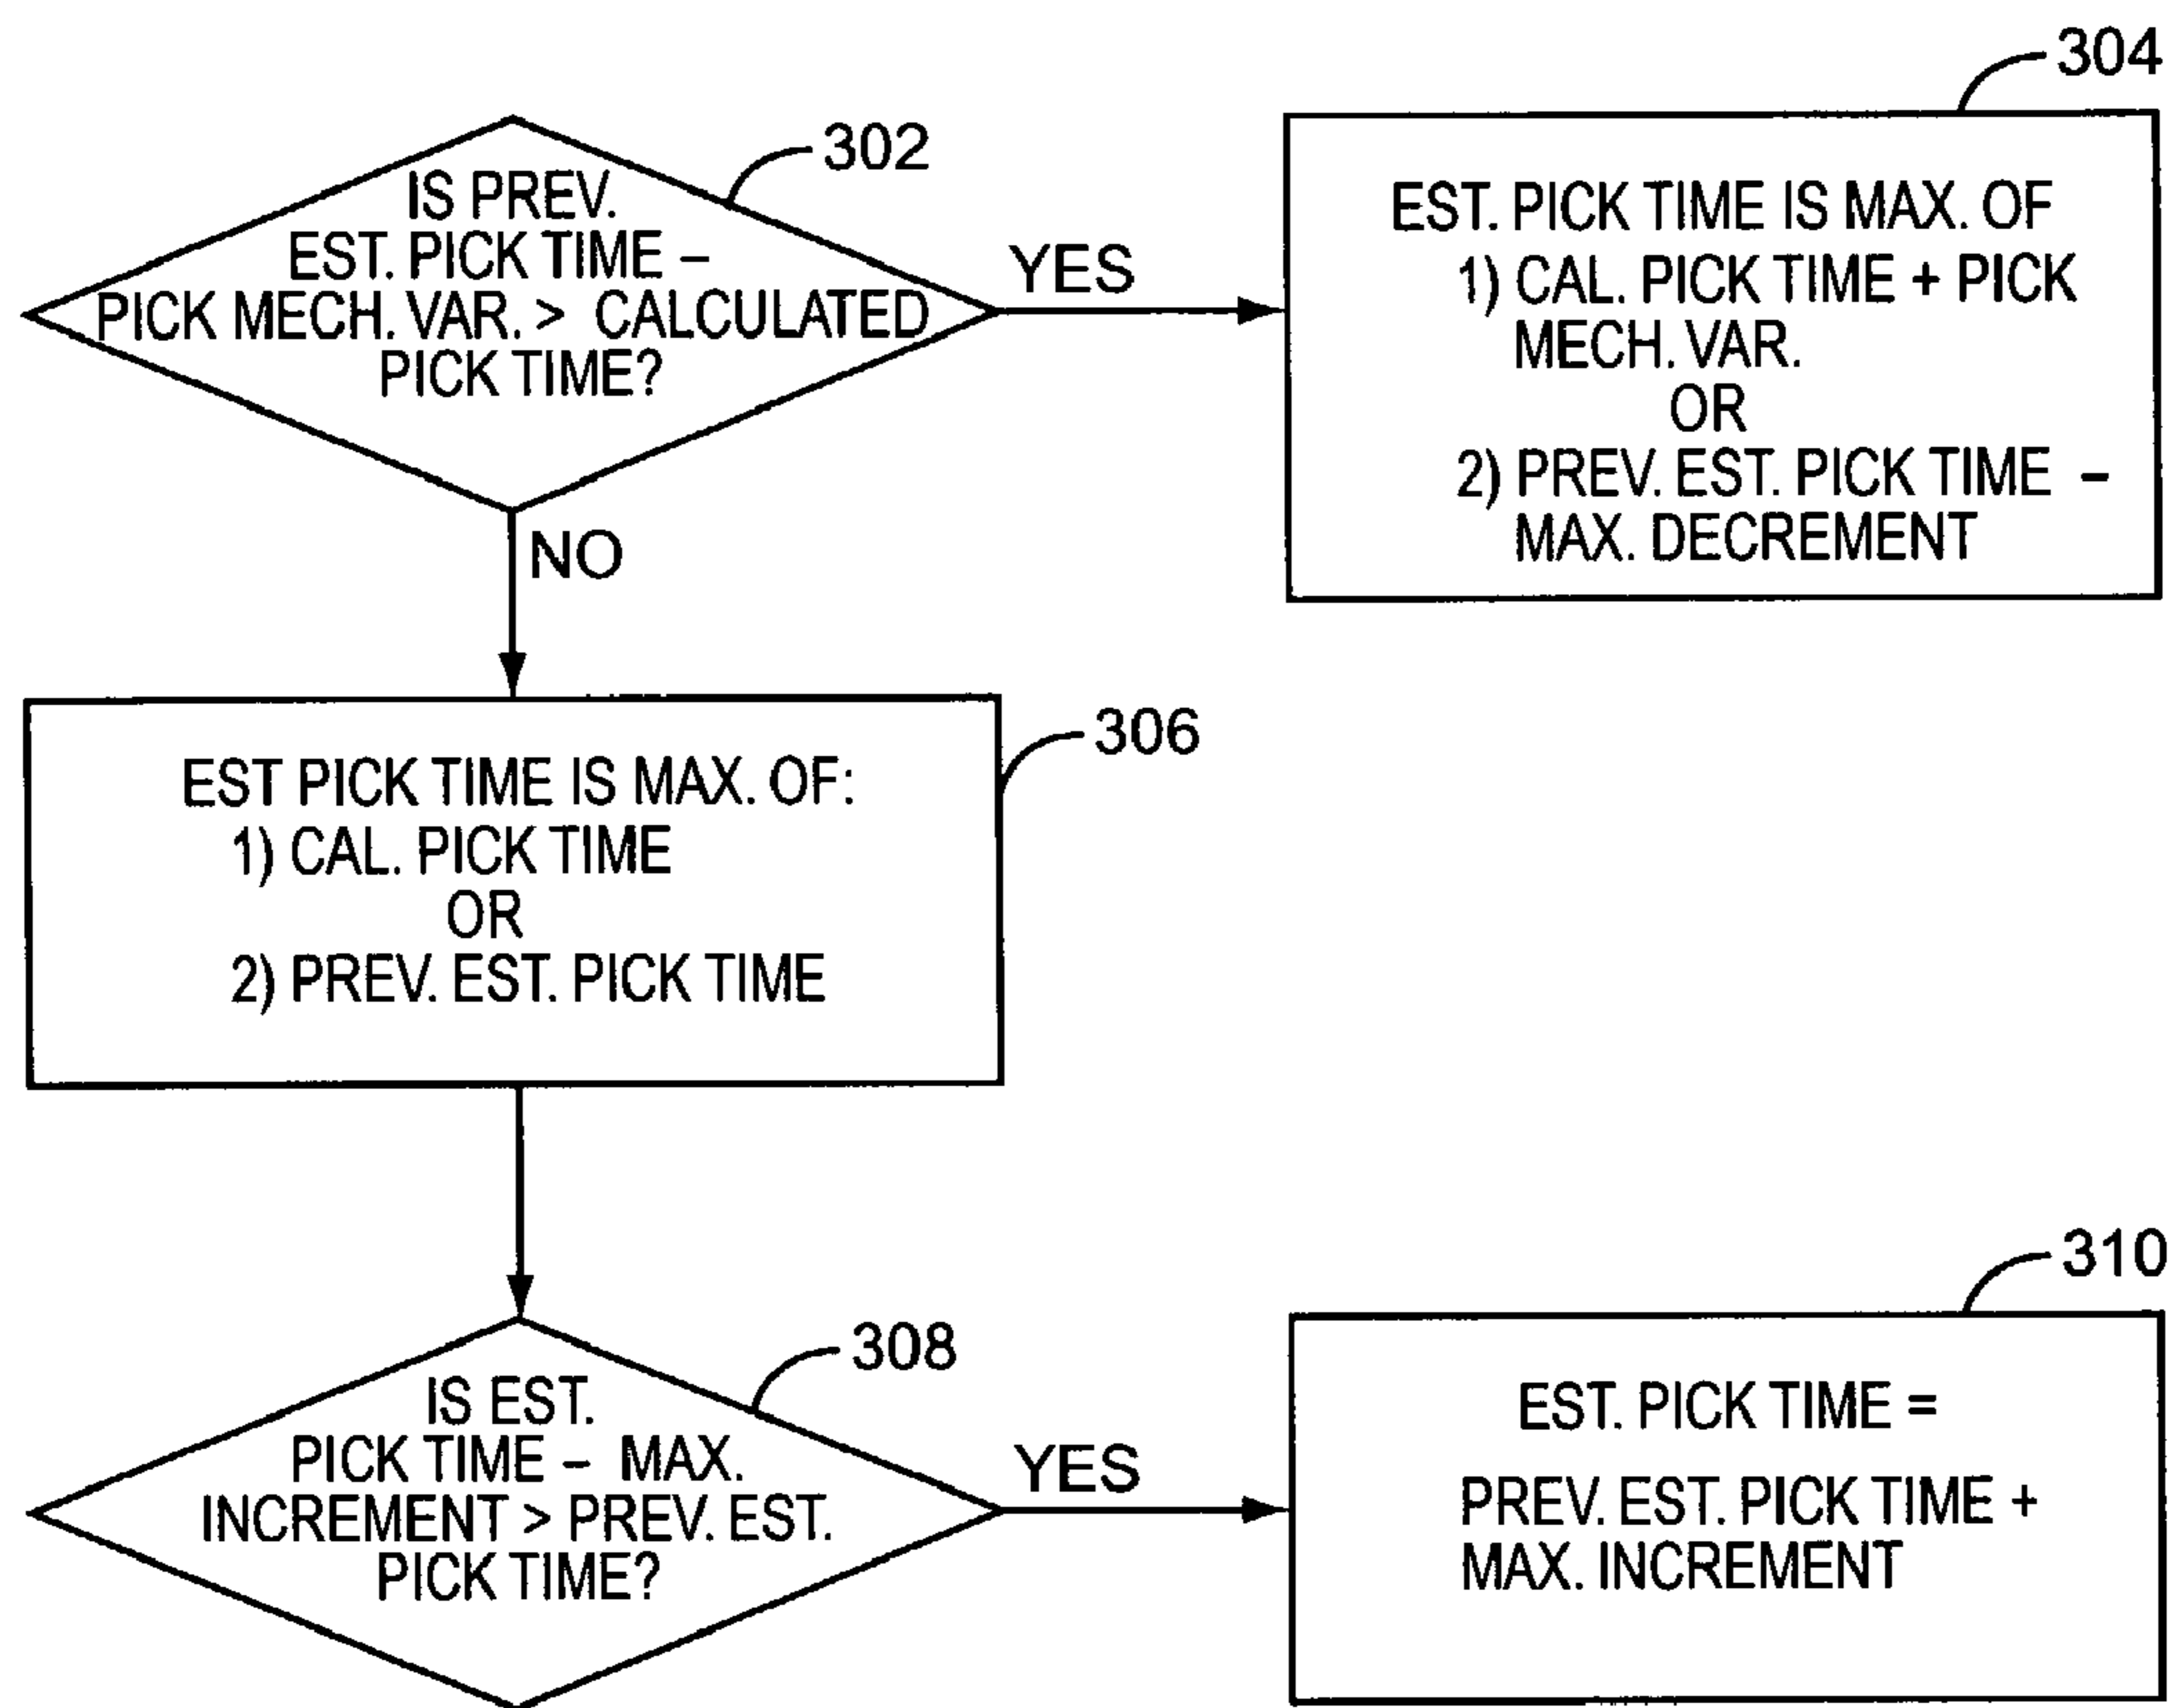 302
IS PREV.
EST. PICK TIME –
PICK MECH. VAR. > CALCULATED
PICK TIME?
YES
NO
304
EST. PICK TIME IS MAX. OF
1) CAL. PICK TIME + PICK
MECH. VAR.
OR
2) PREV. EST. PICK TIME –
MAX. DECREMENT
306
EST PICK TIME IS MAX. OF:
1) CAL. PICK TIME
OR
2) PREV. EST. PICK TIME
308
IS EST.
PICK TIME – MAX.
INCREMENT > PREV. EST.
PICK TIME?
YES
310
EST. PICK TIME =
PREV. EST. PICK TIME +
MAX. INCREMENT